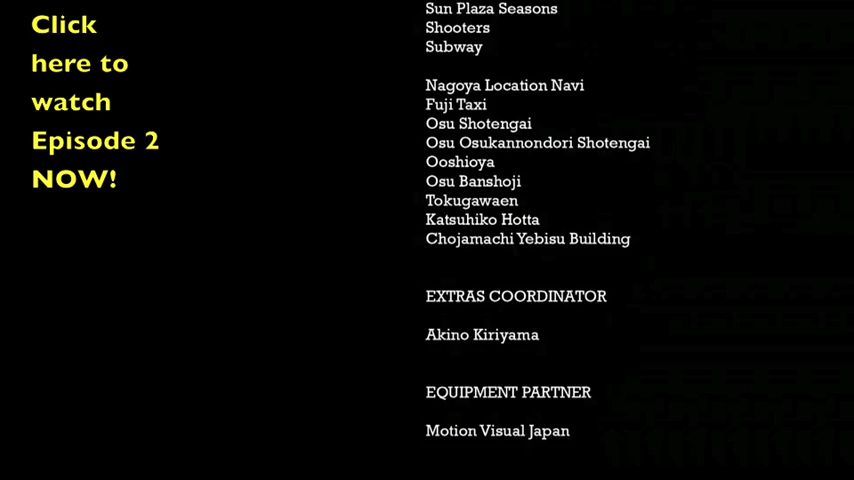 Click
here to
watch
Episode 2
NOW!
Sun Plaza Seasons
Shooters
Subway
Nagoya Location Navi
Fuji Taxi
Osu Shotengai
Osu Osukannondori Shotengai
Ooshioya
Osu Banshoji
Tokugawaen
Katsuhiko Hotta
Chojamachi Yebisu Building
EXTRAS COORDINATOR
Akino Kiriyama
EQUIPMENT PARTNER
Motion Visual Japan